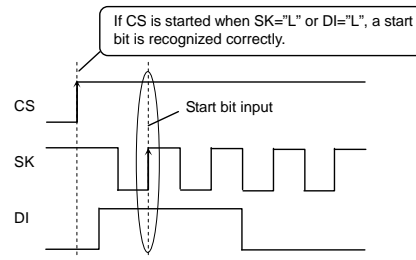 If CS is started when SK=”L” or DI=”L”, a start
bit is recognized correctly.
CS
Start bit input
SK
DI